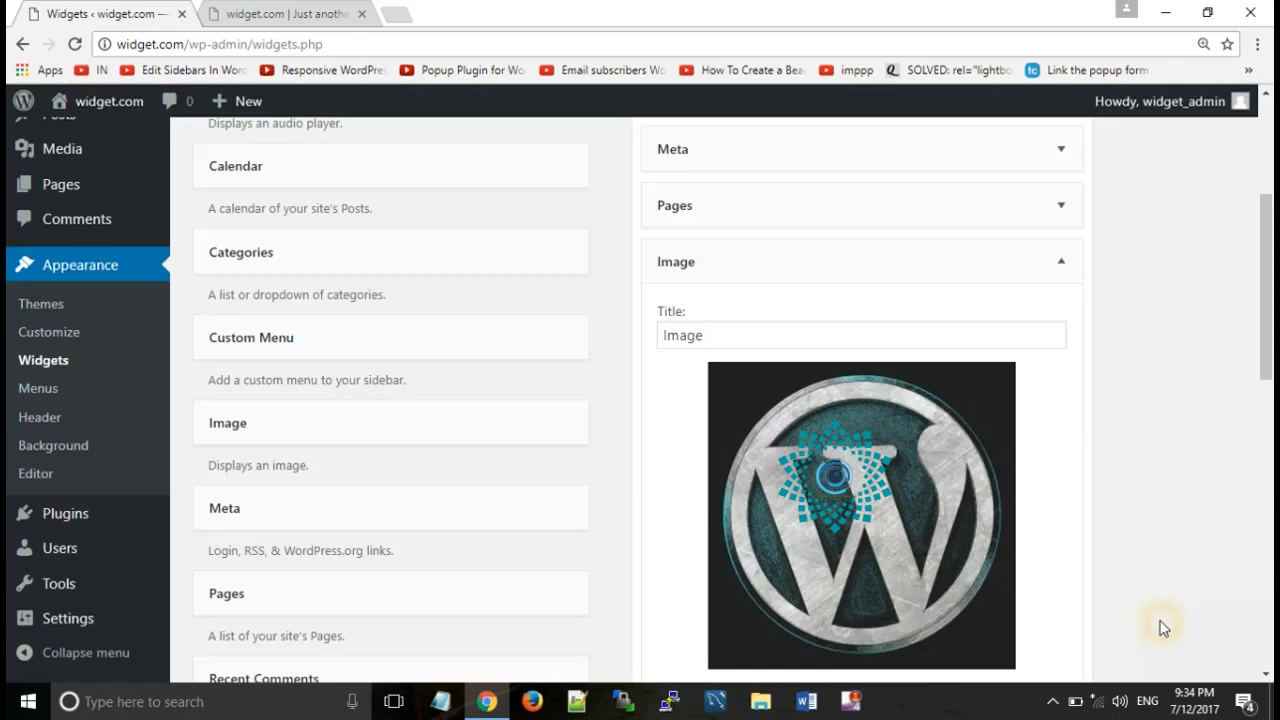 Widgets ‹ widget.com —
widget.com | Just anothe
widget.com/wp-admin/widgets.php
Apps
IN
Edit Sidebars In Word
Responsive WordPre
Popup Plugin for Wo
Email subscribers Wo
How To Create a Bea
imppp
SOLVED: rel="lightbo
Link the popup form
»
widget.com
0
New
Howdy, widget_admin
Posts
Media
Pages
Comments
Appearance
Themes
Customize
Widgets
Menus
Header
Background
Editor
Plugins
Users
Tools
Settings
Collapse menu
Displays an audio player.
Calendar
A calendar of your site's Posts.
Categories
A list or dropdown of categories.
Custom Menu
Add a custom menu to your sidebar.
Image
Displays an image.
Meta
Login, RSS, & WordPress.org links.
Pages
A list of your site's Pages.
Recent Comments
Meta
Pages
Image
Title:
Image
Type here to search
ENG
9:34 PM
7/12/2017
4